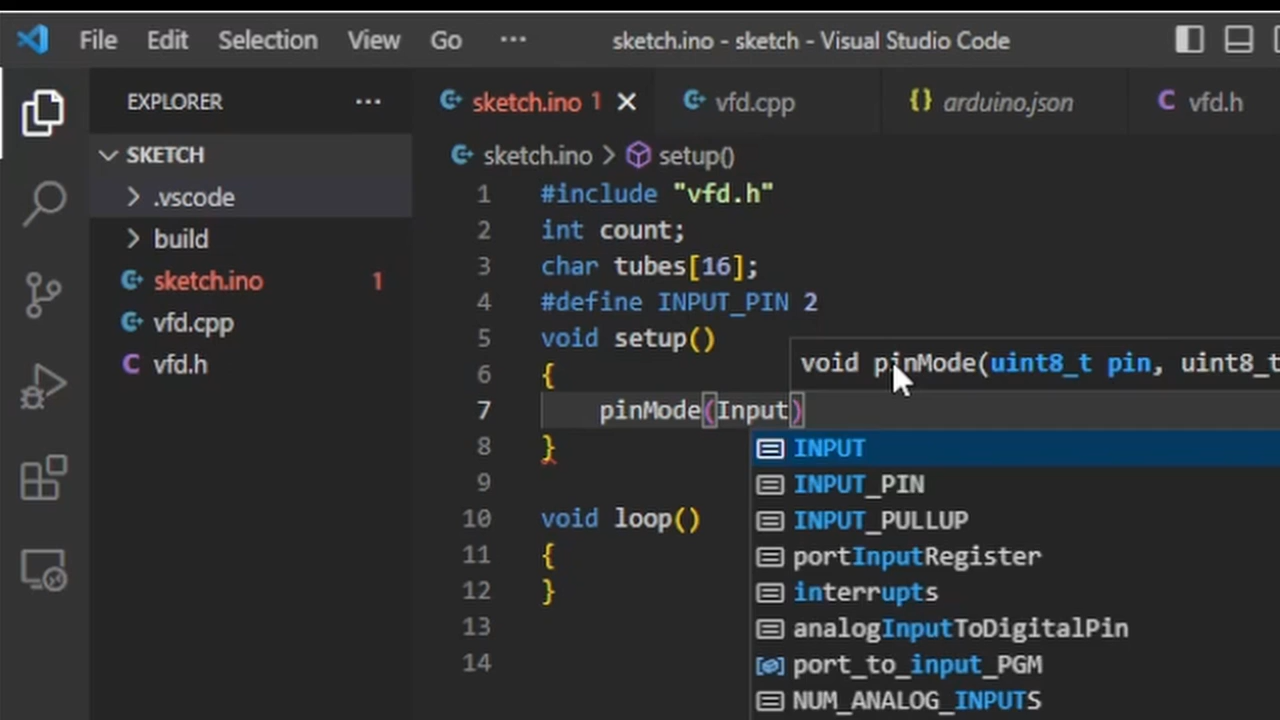 File Edit Selection View Go ··· sketch.ino - sketch - Visual Studio Code
EXPLORER ···
SKETCH
.vscode
build
sketch.ino 1
vfd.cpp
vfd.h
sketch.ino 1 vfd.cpp {} arduino.json C vfd.h
sketch.ino > setup()
1 #include "vfd.h"
2 int count;
3 char tubes[16];
4 #define INPUT_PIN 2
5 void setup()
6 {
void pinMode(uint8_t pin, uint8_t
7 pinMode(Input)
8 }
9
10 void loop()
11 {
12 }
13
14
INPUT
INPUT_PIN
INPUT_PULLUP
portInputRegister
interrupts
analogInputToDigitalPin
port_to_input_PGM
NUM_ANALOG_INPUTS